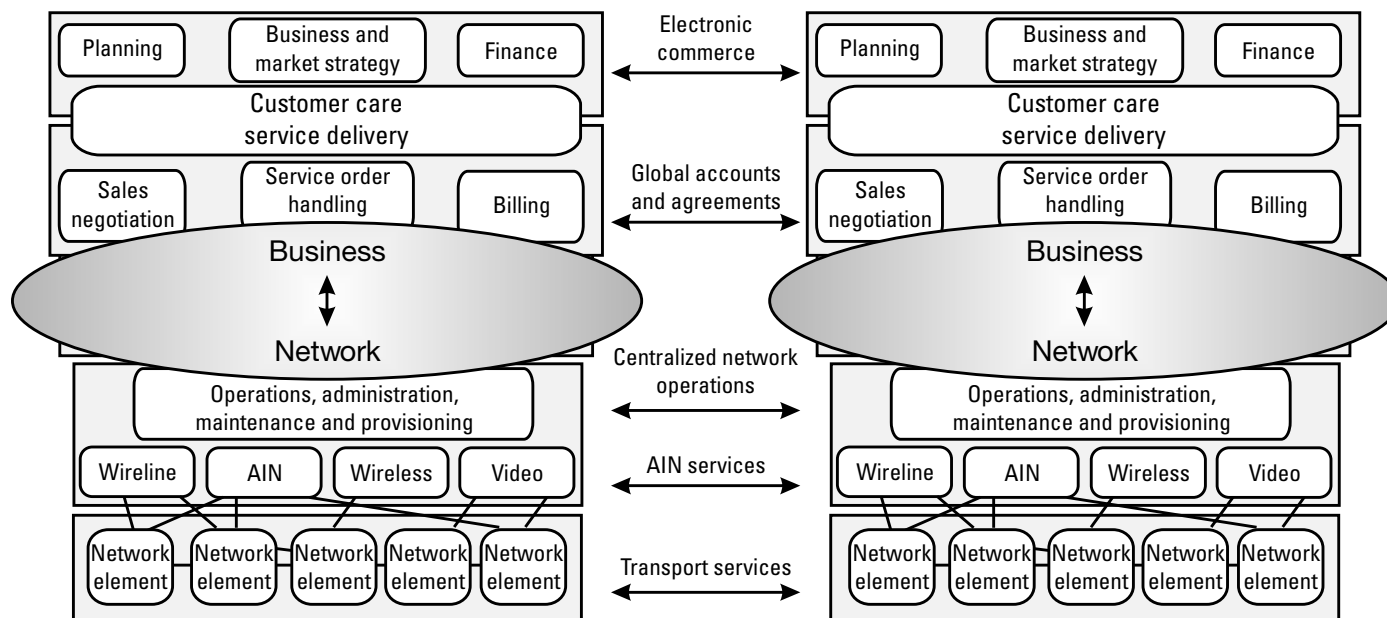 Planning
Business and
market strategy
Finance
Electronic
commerce
Planning
Business and
market strategy
Finance
Customer care
service delivery
Customer care
service delivery
Sales
negotiation
Service order
handling
Billing
Global accounts
and agreements
Sales
negotiation
Service order
handling
Billing
Business
Network
Business
Network
Centralized network
operations
Operations, administration,
maintenance and provisioning
Operations, administration,
maintenance and provisioning
Wireline
AIN
Wireless
Video
AIN services
Wireline
AIN
Wireless
Video
Network
element
Network
element
Network
element
Network
element
Network
element
Transport services
Network
element
Network
element
Network
element
Network
element
Network
element